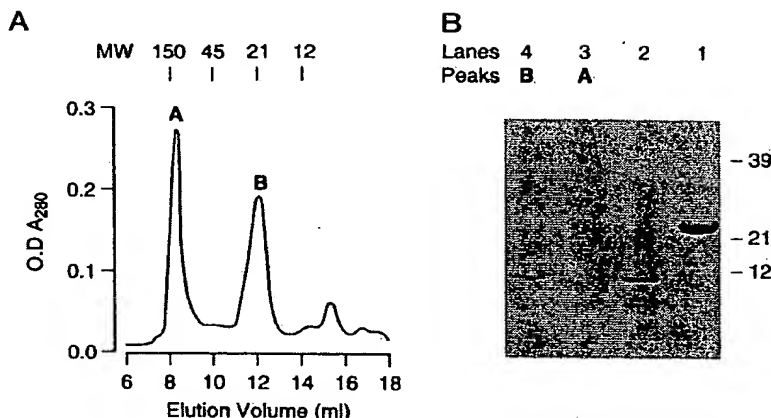 A
MW 150 45 21 12
0.3
0.2
0.1
0.0
O.D A280
A
B
6 8 10 12 14 16 18
Elution Volume (ml)
B
Lanes 4 3 2 1
Peaks B A
- 39
- 21
- 12